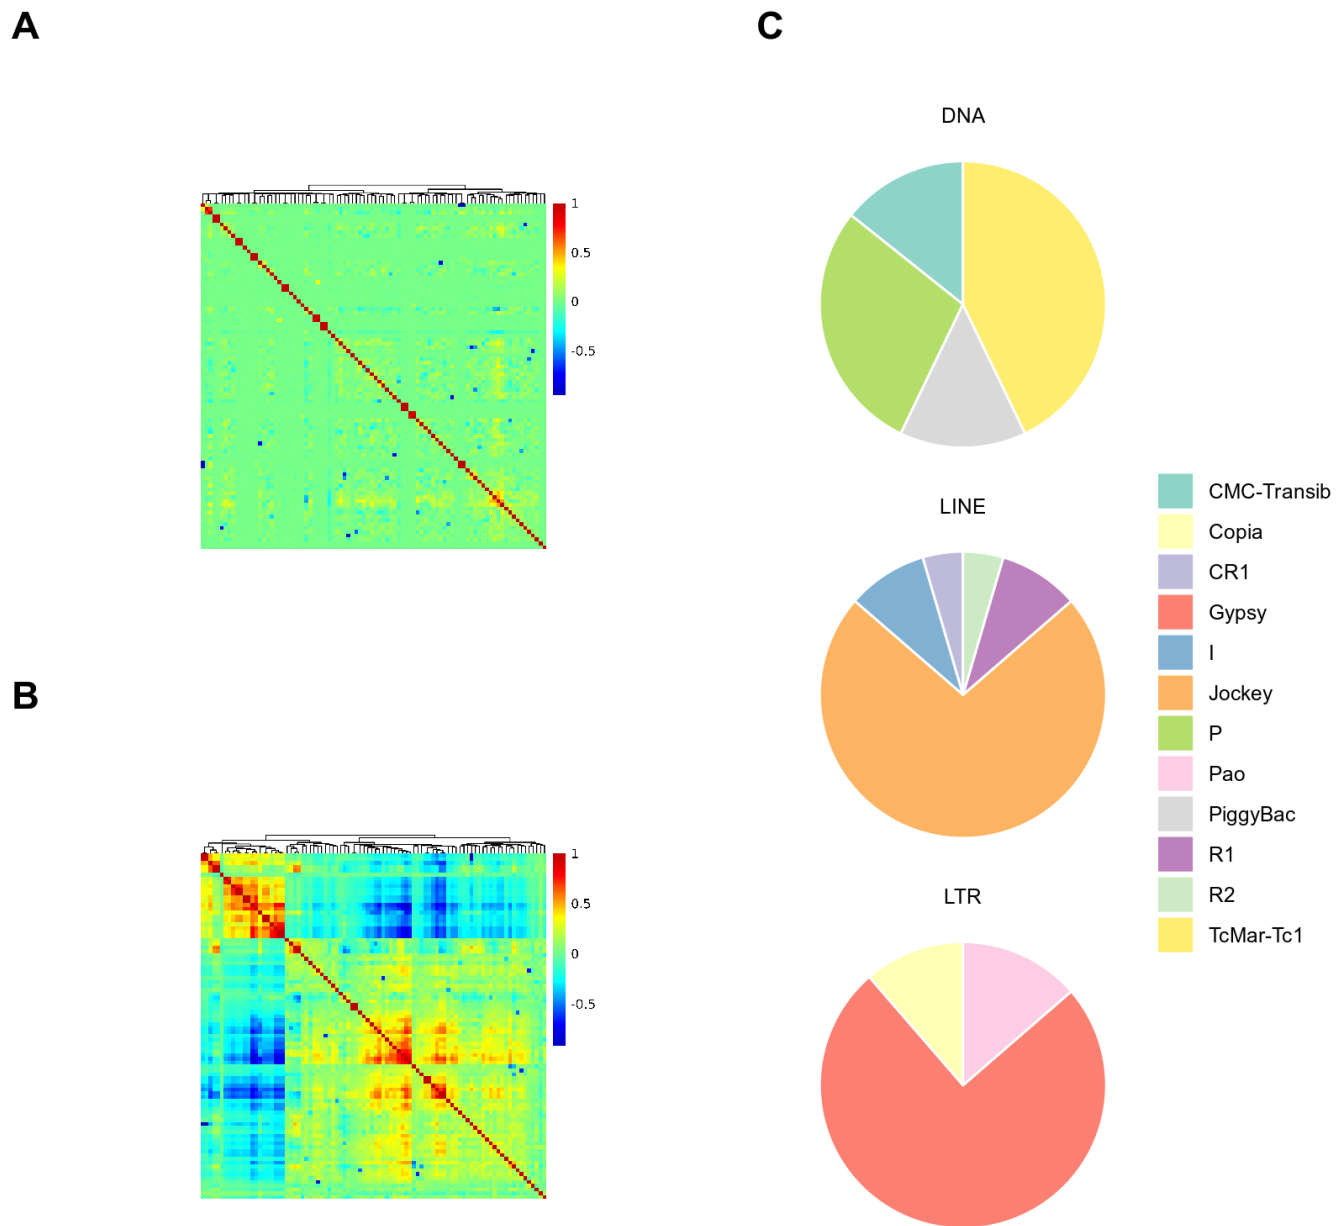 A
1
0.5
0
-0.5
B
1
0.5
0
-0.5
C
DNA
LINE
LTR
CMC-Transib
Copia
CR1
Gypsy
I
Jockey
P
Pao
PiggyBac
R1
R2
TcMar-Tc1